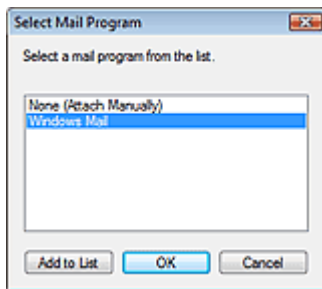 Select Mail Program
Select a mail program from the list.
None (Attach Manually)
Windows Mail
Add to List
OK
Cancel